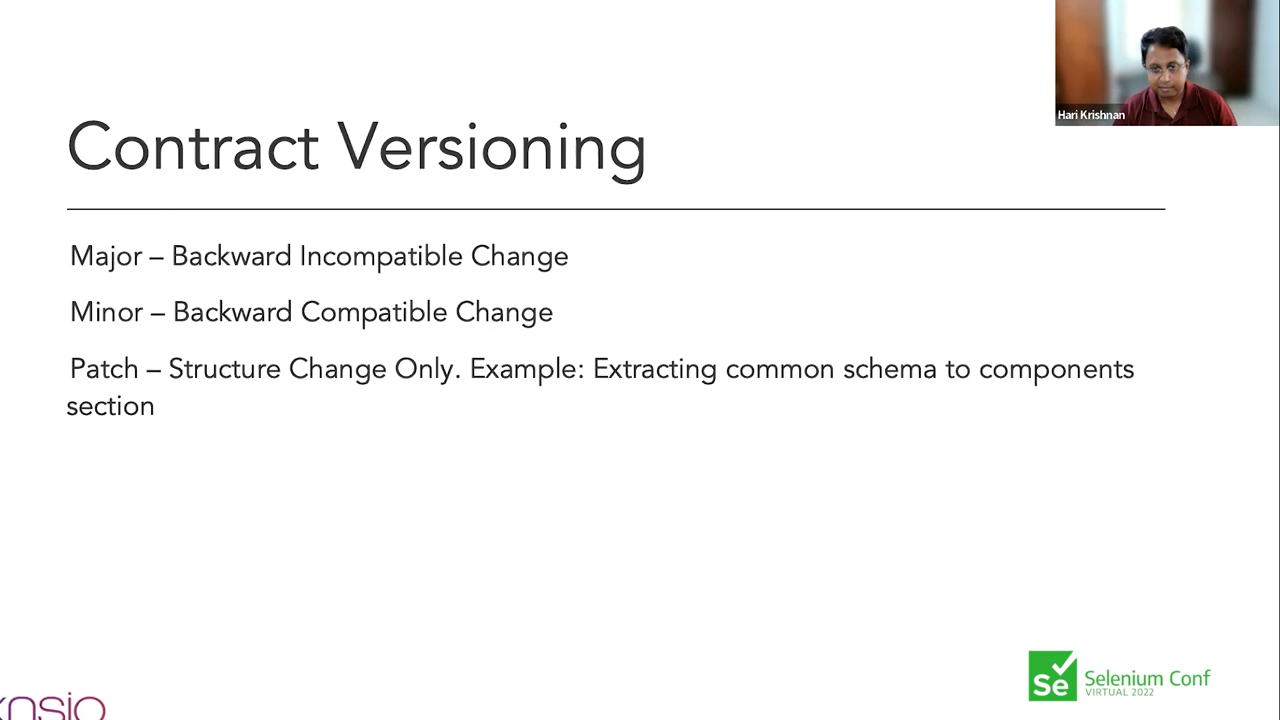 Hari Krishnan
Contract Versioning
Major – Backward Incompatible Change
Minor – Backward Compatible Change
Patch – Structure Change Only. Example: Extracting common schema to components
section
Se Selenium Conf
VIRTUAL 2022